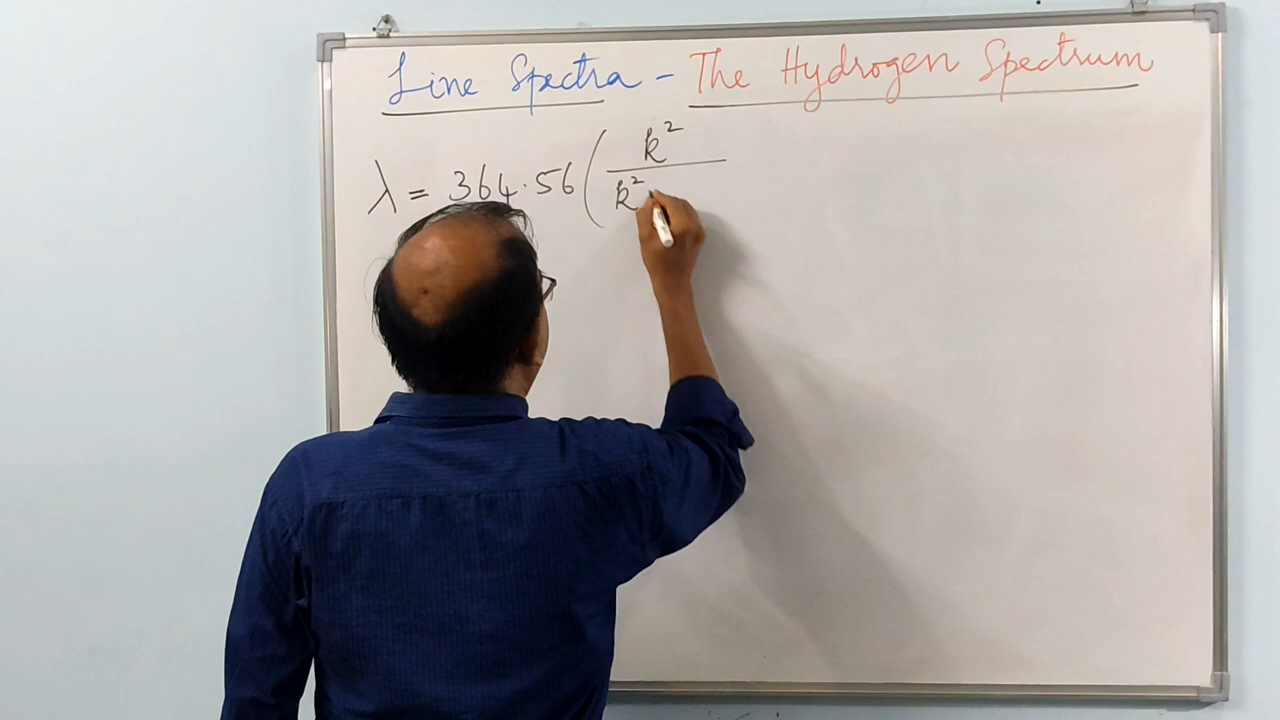 Line Spectra - The Hydrogen Spectrum
λ = 364.56 ( k²
k²